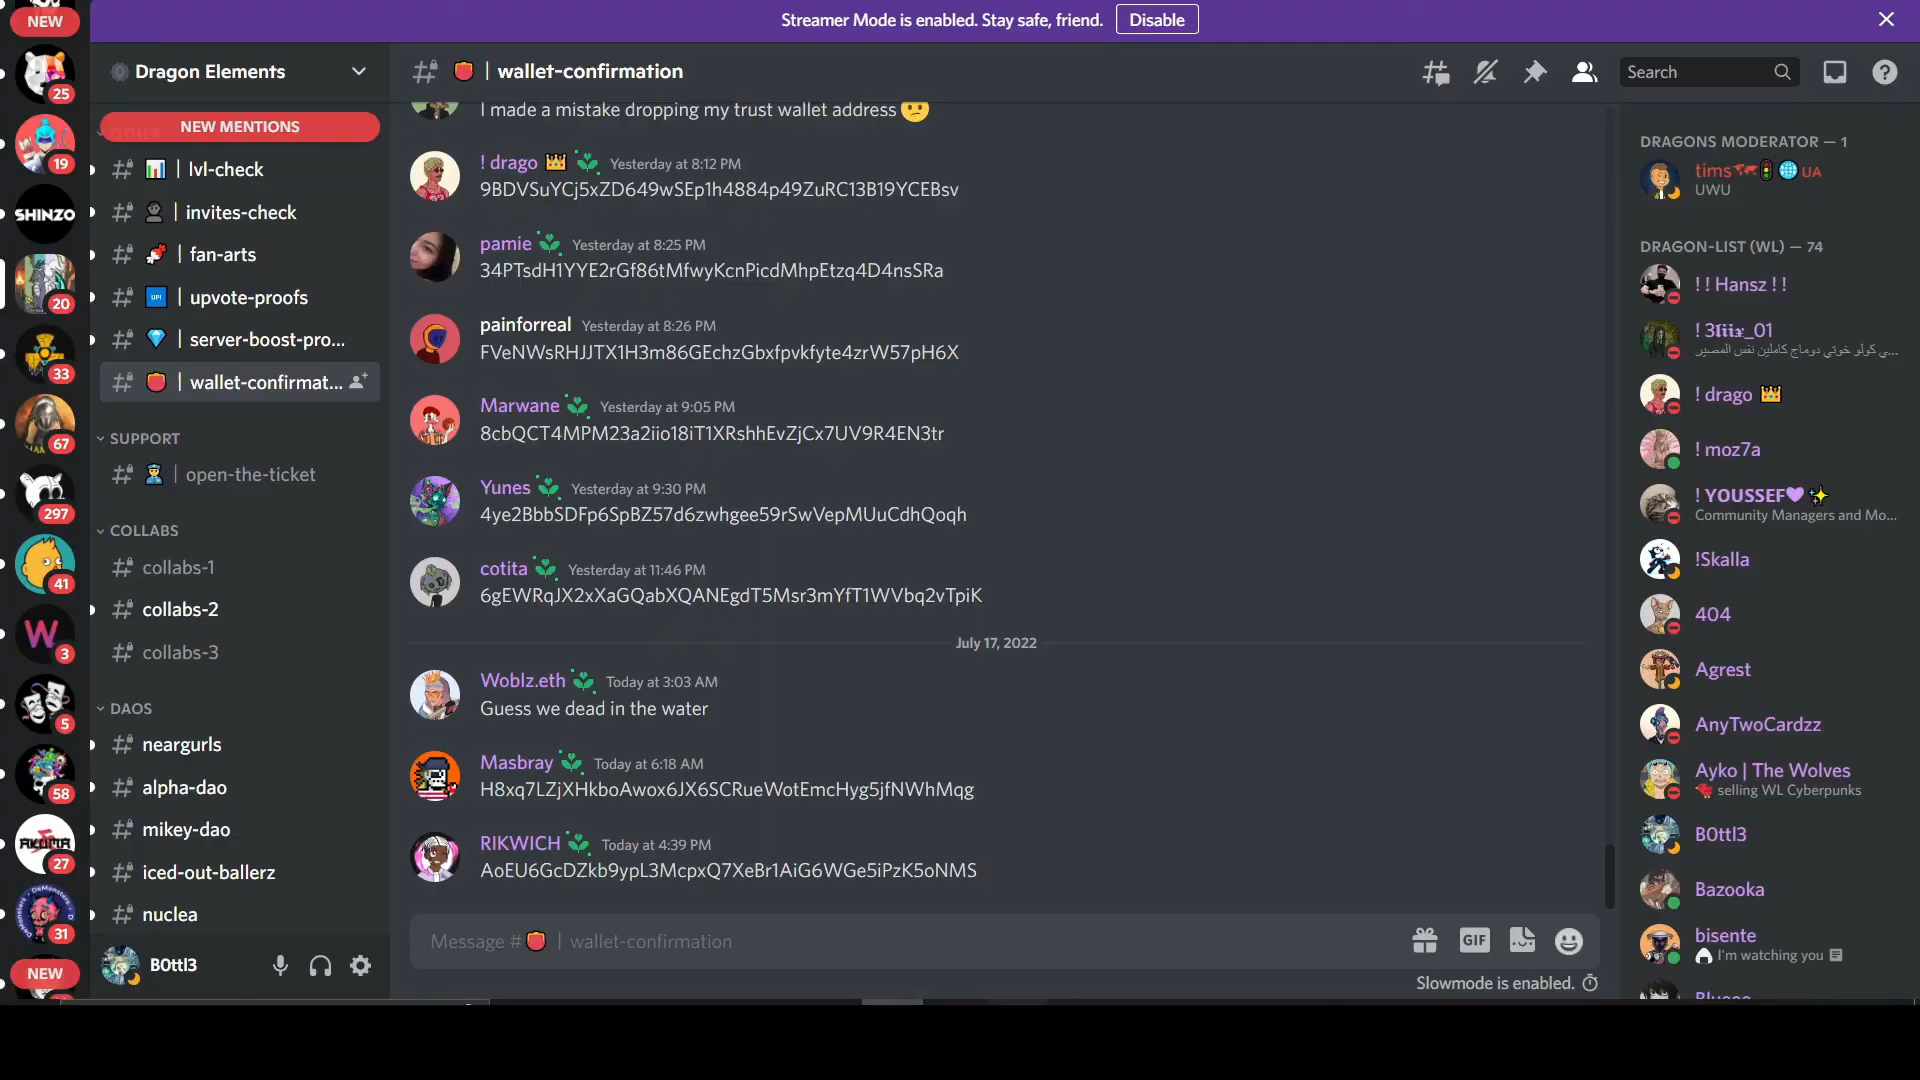 Streamer Mode is enabled. Stay safe, friend. Disable
NEW
25
19
SHINZO
20
33
67
297
41
W
3
5
58
27
31
NEW
Dragon Elements
NEW MENTIONS
lvl-check
invites-check
fan-arts
UP! | upvote-proofs
server-boost-pro...
wallet-confirmat...
SUPPORT
open-the-ticket
COLLABS
collabs-1
collabs-2
collabs-3
DAOS
neargurls
alpha-dao
mikey-dao
iced-out-ballerz
nuclea
B0ttl3
| wallet-confirmation
Search
I made a mistake dropping my trust wallet address
! drago Yesterday at 8:12 PM
9BDVSuYCj5xZD649wSEp1h4884p49ZuRC13B19YCEBsv
pamie Yesterday at 8:25 PM
34PTsdH1YYE2rGf86tMfwyKcnPicdMhpEtzq4D4nsSRa
painforreal Yesterday at 8:26 PM
FVeNWsRHJJTX1H3m86GEchzGbxfpvkfyte4zrW57pH6X
Marwane Yesterday at 9:05 PM
8cbQCT4MPM23a2iio18iT1XRshhEvZjCx7UV9R4EN3tr
Yunes Yesterday at 9:30 PM
4ye2BbbSDFp6SpBZ57d6zwhgee59rSwVepMUuCdhQoqh
cotita Yesterday at 11:46 PM
6gEWRqJX2xXaGQabXQANEgdT5Msr3mYfT1WVbq2vTpiK
July 17, 2022
Woblz.eth Today at 3:03 AM
Guess we dead in the water
Masbray Today at 6:18 AM
H8xq7LZjXHkboAwox6JX6SCRueWotEmcHyg5jfNWhMqg
RIKWICH Today at 4:39 PM
AoEU6GcDZkb9ypL3McpxQ7XeBr1AiG6WGe5iPzK5oNMS
Message # | wallet-confirmation
GIF
Slowmode is enabled.
DRAGONS MODERATOR — 1
tims UA
UWU
DRAGON-LIST (WL) — 74
! ! Hansz ! !
! 3𝖑𝖎𝖎𝖝_01
كولو خوتي دوماج كاملين نفس المصير...
! drago
! moz7a
! YOUSSEF
Community Managers and Mo...
!Skalla
404
Agrest
AnyTwoCardzz
Ayko | The Wolves
selling WL Cyberpunks
B0ttl3
Bazooka
bisente
I'm watching you